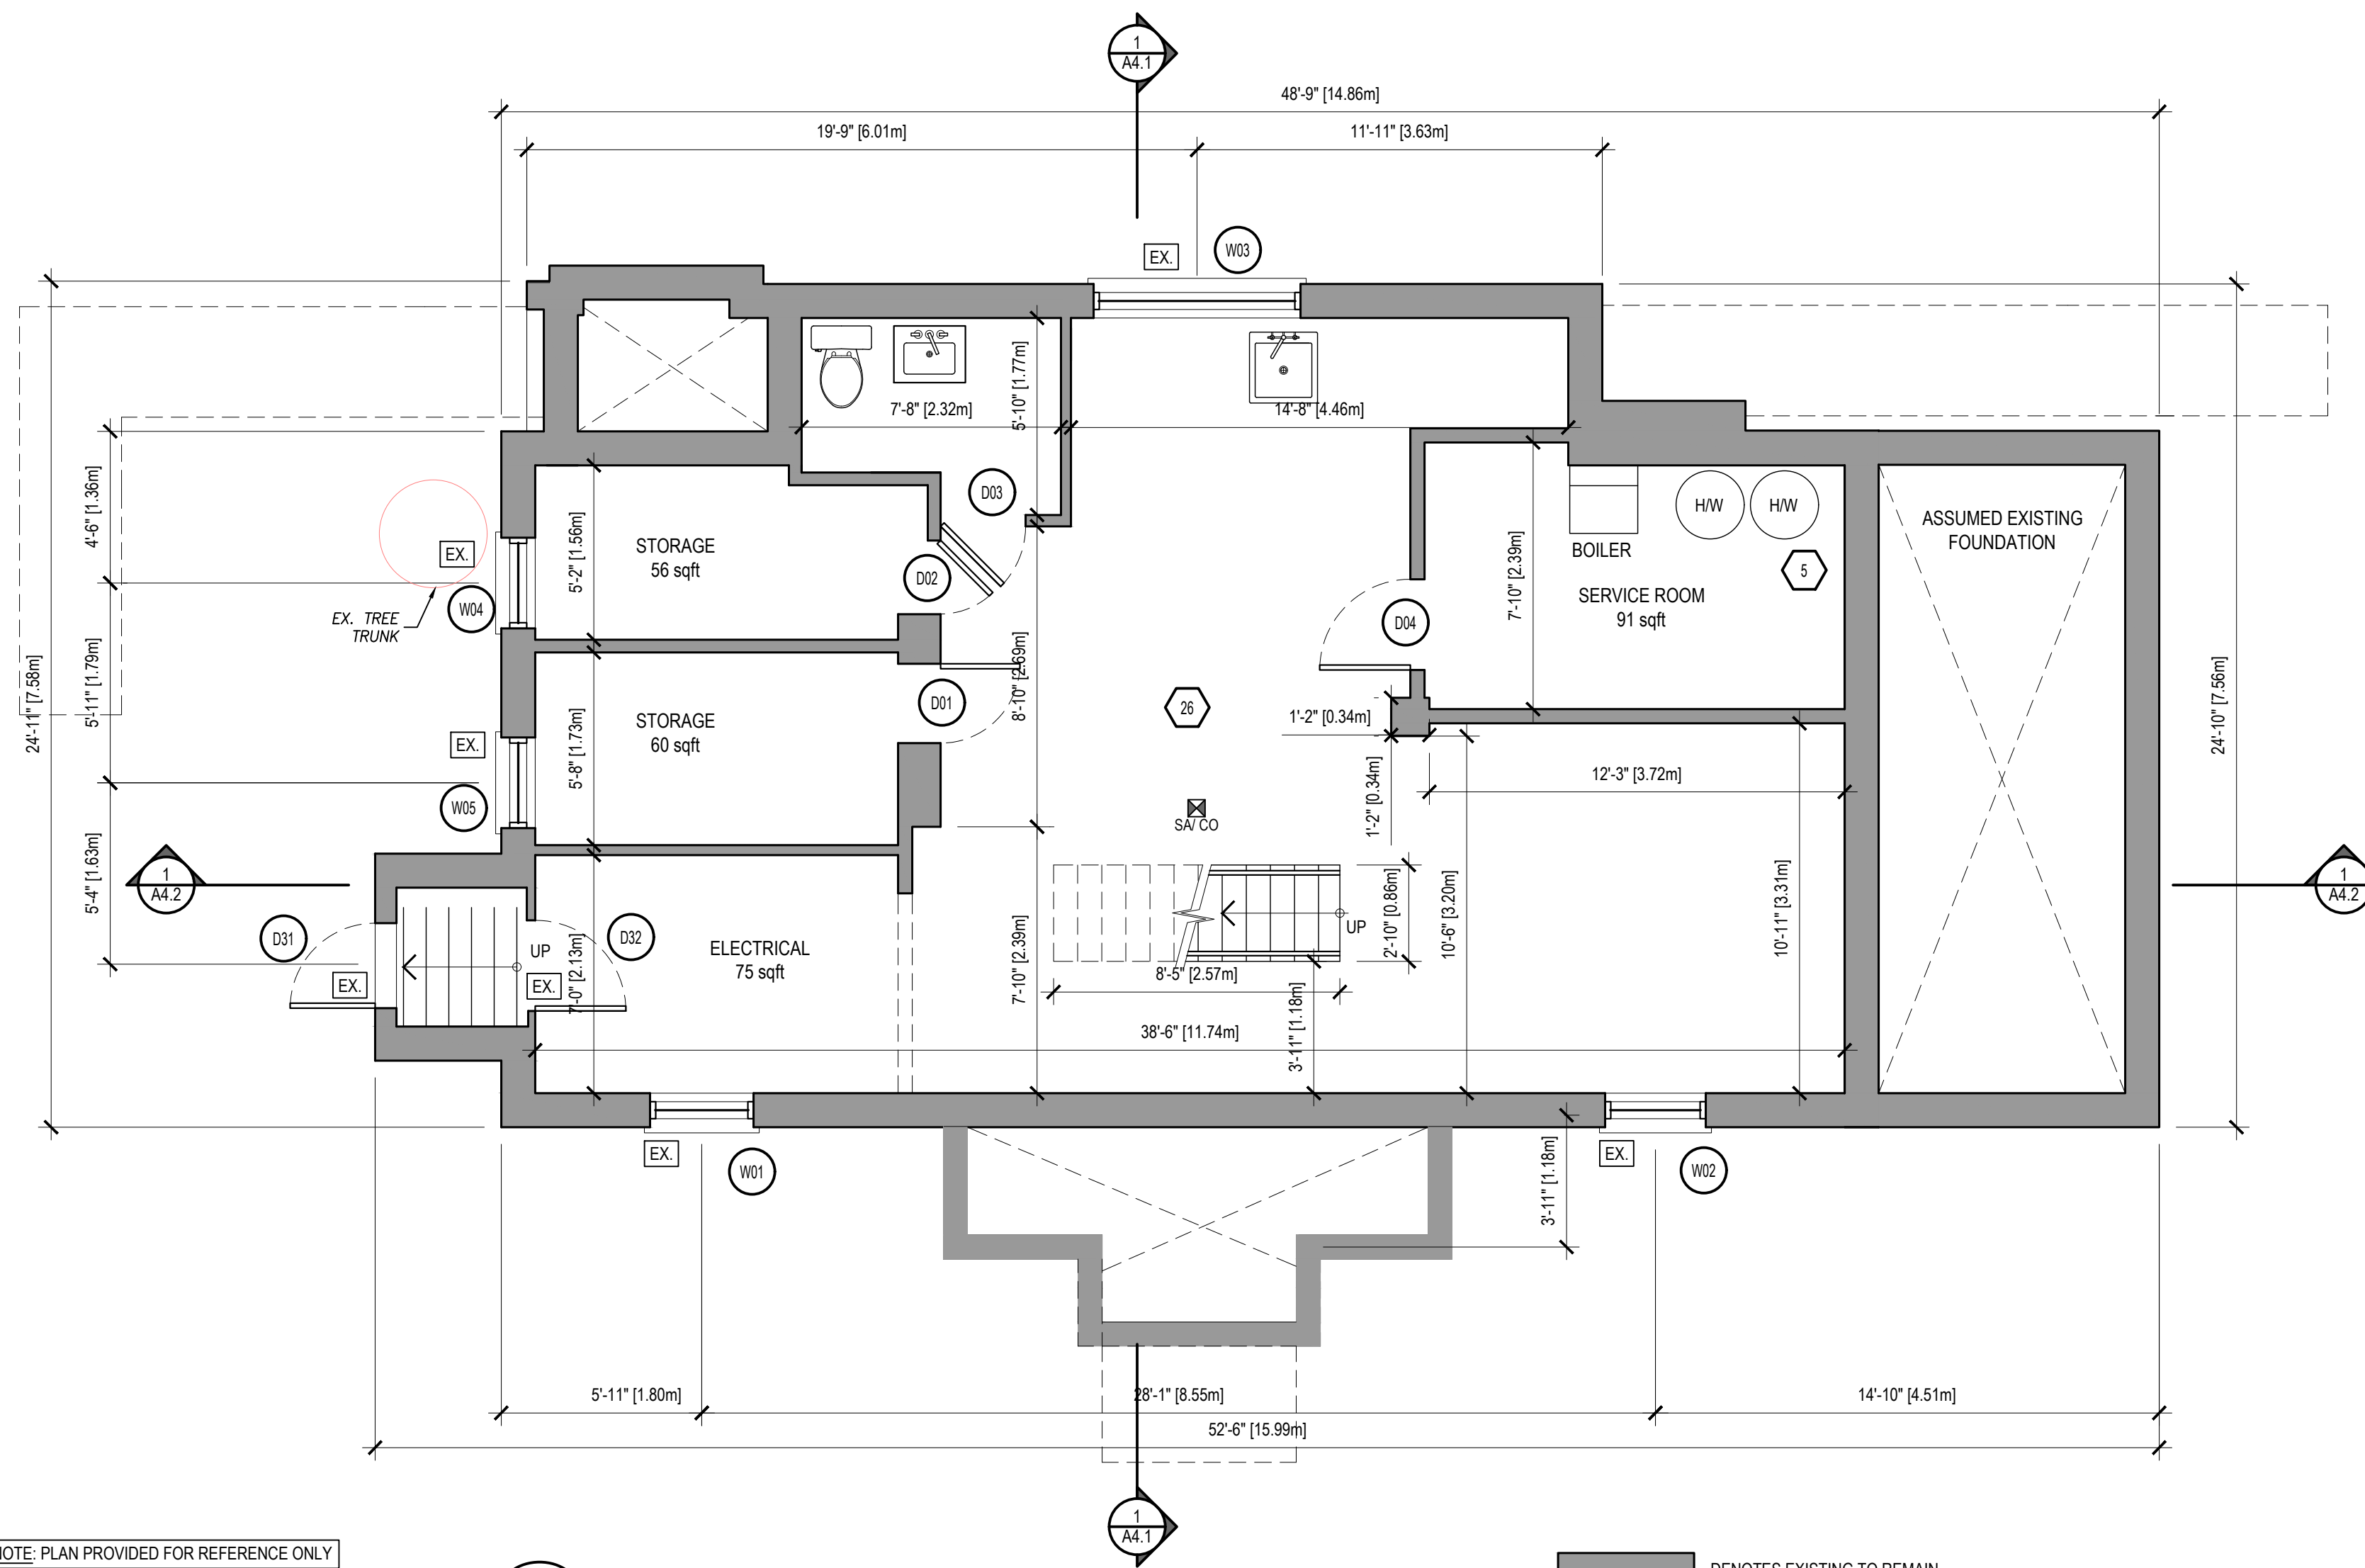 1
A4.1
48'-9" [14.86m]
19'-9" [6.01m]
11'-11" [3.63m]
EX.
W03
7'-8" [2.32m]
5'-10" [1.77m]
14'-8" [4.46m]
4'-6" [1.36m]
EX.
W04
EX. TREE
TRUNK
5'-2" [1.56m]
STORAGE
56 sqft
D03
D02
7'-10" [2.39m]
BOILER
H/W
H/W
5
SERVICE ROOM
91 sqft
D04
ASSUMED EXISTING
FOUNDATION
24'-11" [7.58m]
5'-11" [1.79m]
24'-10" [7.56m]
EX.
W05
5'-8" [1.73m]
STORAGE
60 sqft
D01
8'-10" [2.69m]
26
1'-2" [0.34m]
1'-2" [0.34m]
12'-3" [3.72m]
SA/ CO
5'-4" [1.63m]
1
A4.2
1
A4.2
D31
EX.
UP
EX.
D32
7'-0" [2.13m]
ELECTRICAL
75 sqft
7'-10" [2.39m]
UP
8'-5" [2.57m]
2'-10" [0.86m]
10'-6" [3.20m]
10'-11" [3.31m]
3'-11" [1.18m]
38'-6" [11.74m]
EX.
W01
EX.
W02
3'-11" [1.18m]
5'-11" [1.80m]
28'-1" [8.55m]
14'-10" [4.51m]
52'-6" [15.99m]
1
A4.1
NOTE: PLAN PROVIDED FOR REFERENCE ONLY
DENOTES EXISTING TO REMAIN